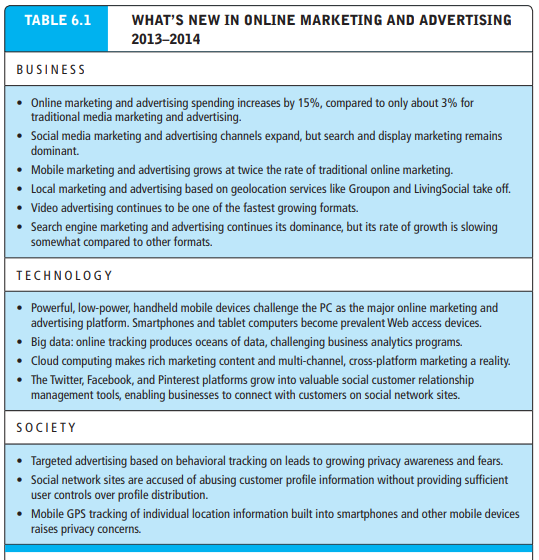 TABLE 6.1
WHAT'S NEW IN ONLINE MARKETING AND ADVERTISING
2013–2014
BUSINESS
• Online marketing and advertising spending increases by 15%, compared to only about 3% for
traditional media marketing and advertising.
• Social media marketing and advertising channels expand, but search and display marketing remains
dominant.
• Mobile marketing and advertising grows at twice the rate of traditional online marketing.
• Local marketing and advertising based on geolocation services like Groupon and LivingSocial take off.
• Video advertising continues to be one of the fastest growing formats.
• Search engine marketing and advertising continues its dominance, but its rate of growth is slowing
somewhat compared to other formats.
TECHNOLOGY
• Powerful, low-power, handheld mobile devices challenge the PC as the major online marketing and
advertising platform. Smartphones and tablet computers become prevalent Web access devices.
• Big data: online tracking produces oceans of data, challenging business analytics programs.
• Cloud computing makes rich marketing content and multi-channel, cross-platform marketing a reality.
• The Twitter, Facebook, and Pinterest platforms grow into valuable social customer relationship
management tools, enabling businesses to connect with customers on social network sites.
SOCIETY
• Targeted advertising based on behavioral tracking on leads to growing privacy awareness and fears.
• Social network sites are accused of abusing customer profile information without providing sufficient
user controls over profile distribution.
• Mobile GPS tracking of individual location information built into smartphones and other mobile devices
raises privacy concerns.